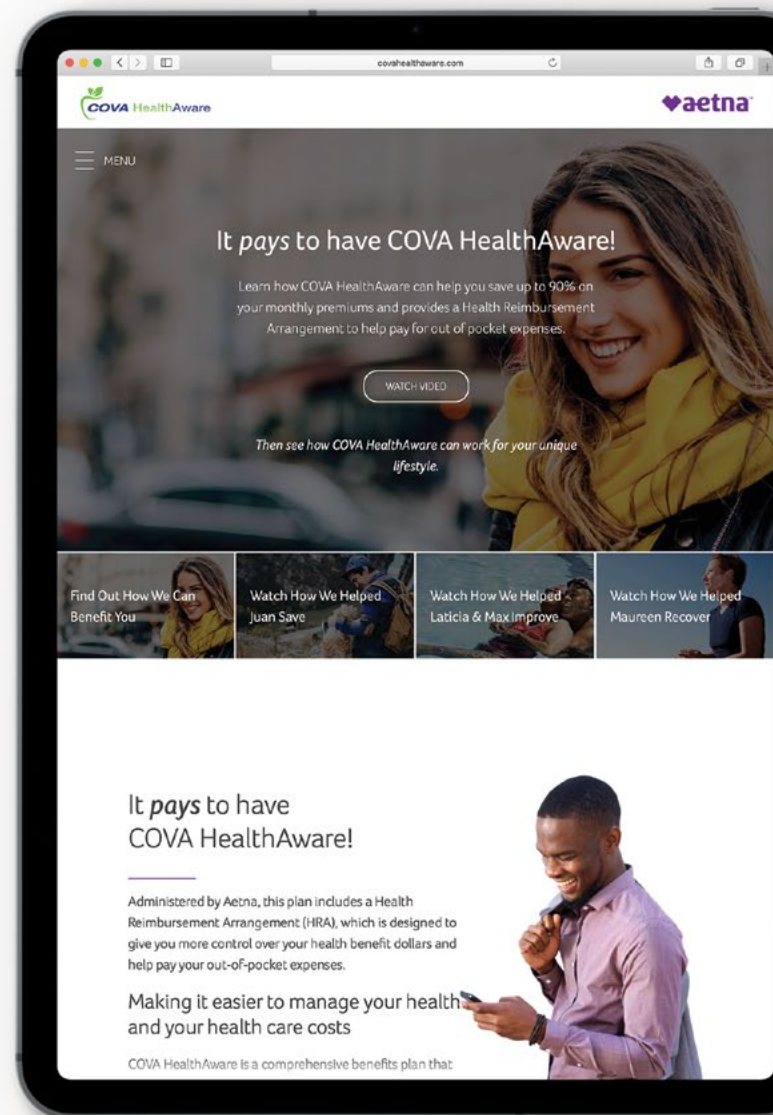 covahealthaware.com
COVA HealthAware
aetna
MENU
It pays to have COVA HealthAware!
Learn how COVA HealthAware can help you save up to 90% on
your monthly premiums and provides a Health Reimbursement
Arrangement to help pay for out of pocket expenses.
WATCH VIDEO
Then see how COVA HealthAware can work for your unique
lifestyle.
Find Out How We Can
Benefit You
Watch How We Helped
Juan Save
Watch How We Helped
Laticia & Max Improve
Watch How We Helped
Maureen Recover
It pays to have
COVA HealthAware!
Administered by Aetna, this plan includes a Health
Reimbursement Arrangement (HRA), which is designed to
give you more control over your health benefit dollars and
help pay your out-of-pocket expenses.
Making it easier to manage your health
and your health care costs
COVA HealthAware is a comprehensive benefits plan that